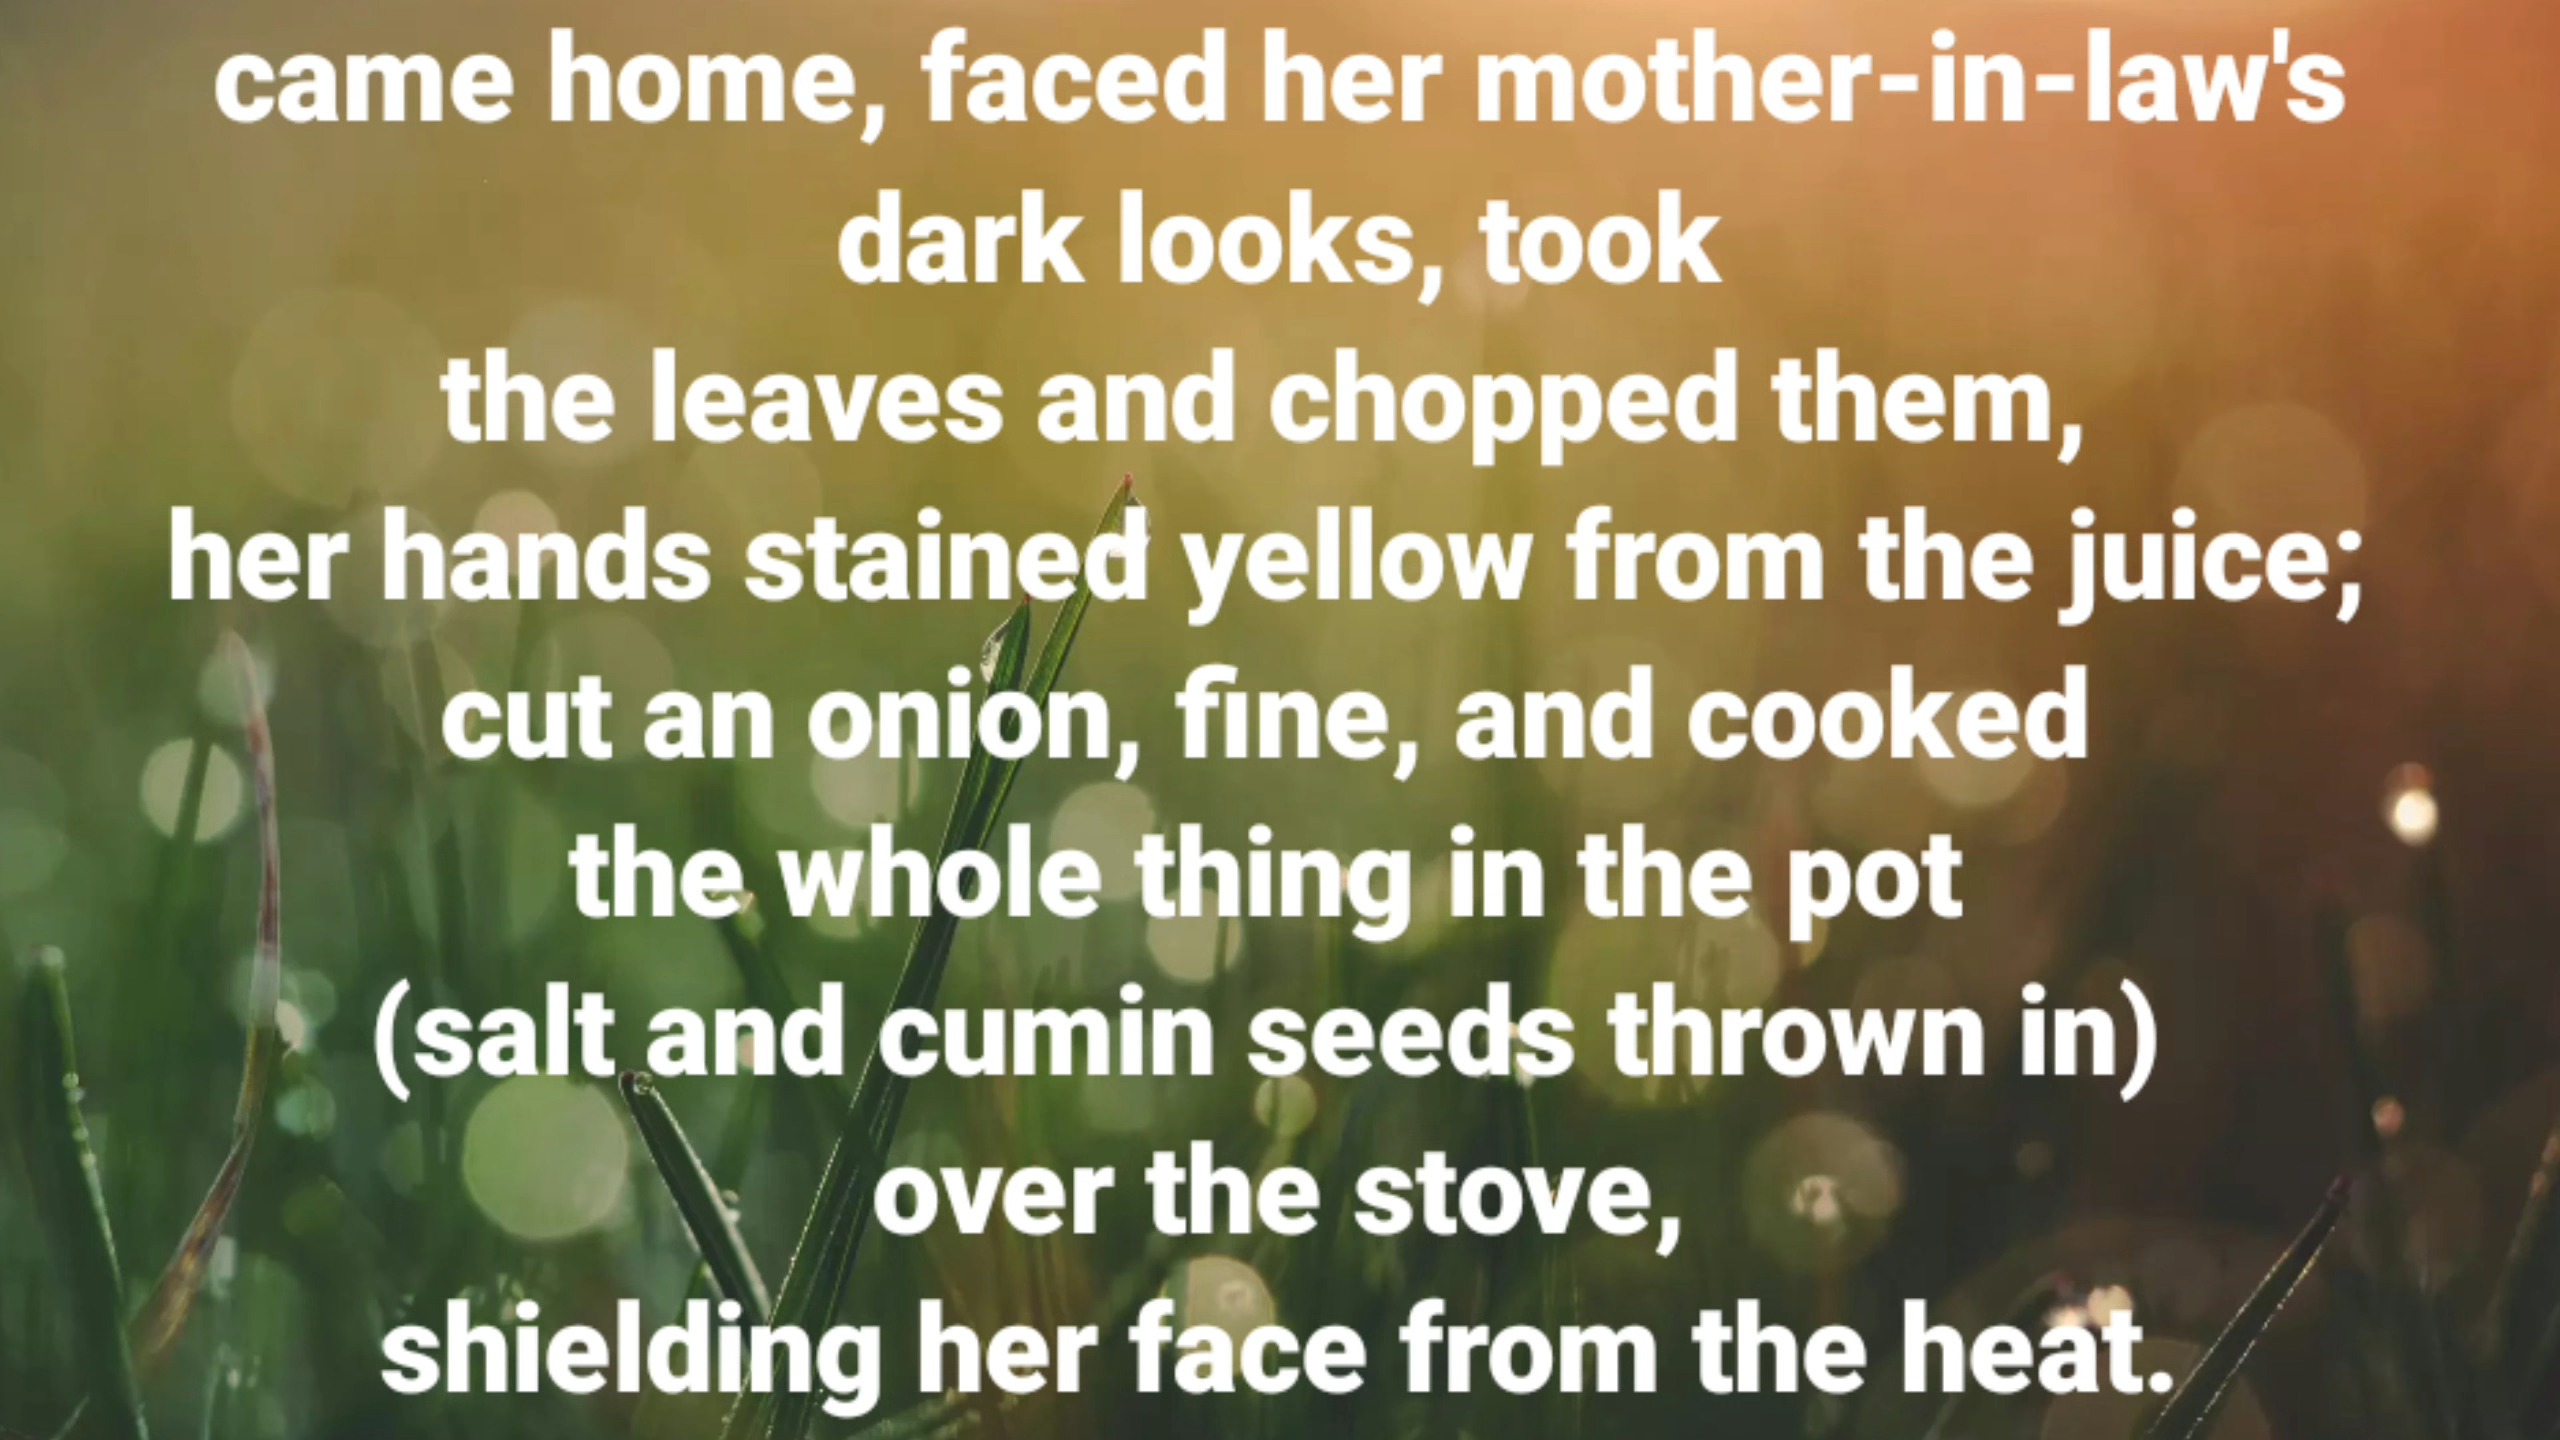 came home, faced her mother-in-law's
dark looks, took
the leaves and chopped them,
her hands stained yellow from the juice;
cut an onion, fine, and cooked
the whole thing in the pot
(salt and cumin seeds thrown in)
over the stove,
shielding her face from the heat.